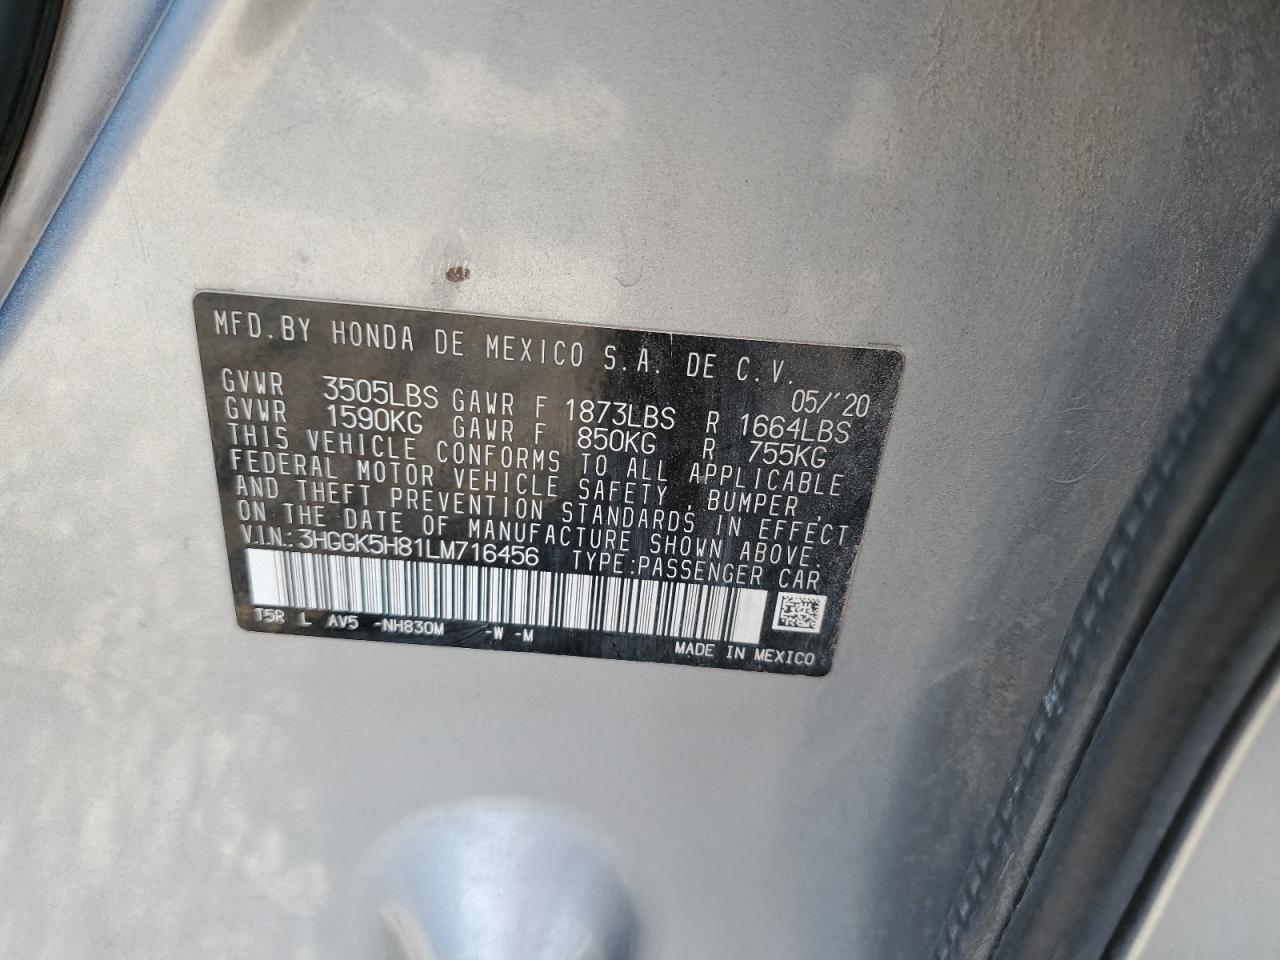 MFD.BY HONDA DE MEXICO S.A. DE C.V.
05/'20
GVWR 3505LBS GAWR F 1873LBS R 1664LBS
GVWR 1590KG GAWR F 850KG R 755KG
THIS VEHICLE CONFORMS TO ALL APPLICABLE
FEDERAL MOTOR VEHICLE SAFETY, BUMPER,
AND THEFT PREVENTION STANDARDS IN EFFECT
ON THE DATE OF MANUFACTURE SHOWN ABOVE.
V.I.N.: 3HGGK5H81LM716456 TYPE:PASSENGER CAR
T5R L AV5 -NH830M -W -M
MADE IN MEXICO